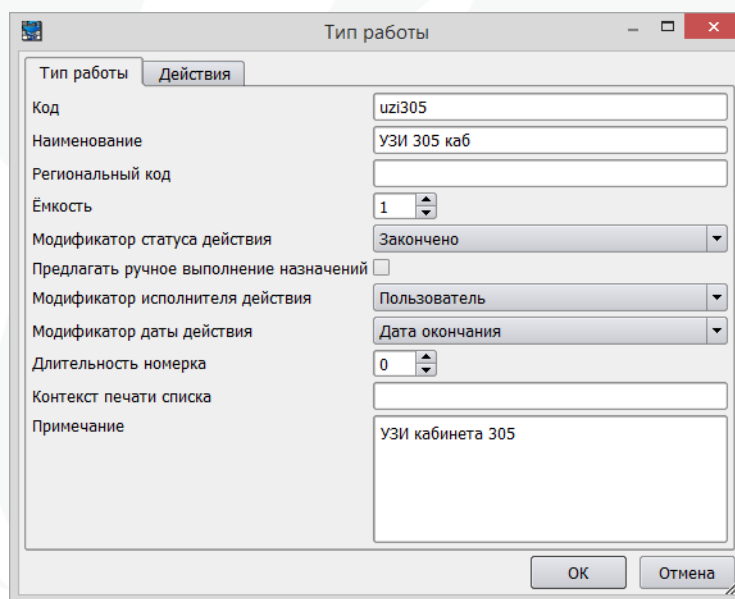 Тип работы
Тип работы Действия
Код uzi305
Наименование УЗИ 305 каб
Региональный код
Ёмкость 1
Модификатор статуса действия Закончено
Предлагать ручное выполнение назначений
Модификатор исполнителя действия Пользователь
Модификатор даты действия Дата окончания
Длительность номерка 0
Контекст печати списка
Примечание УЗИ кабинета 305
ОК Отмена